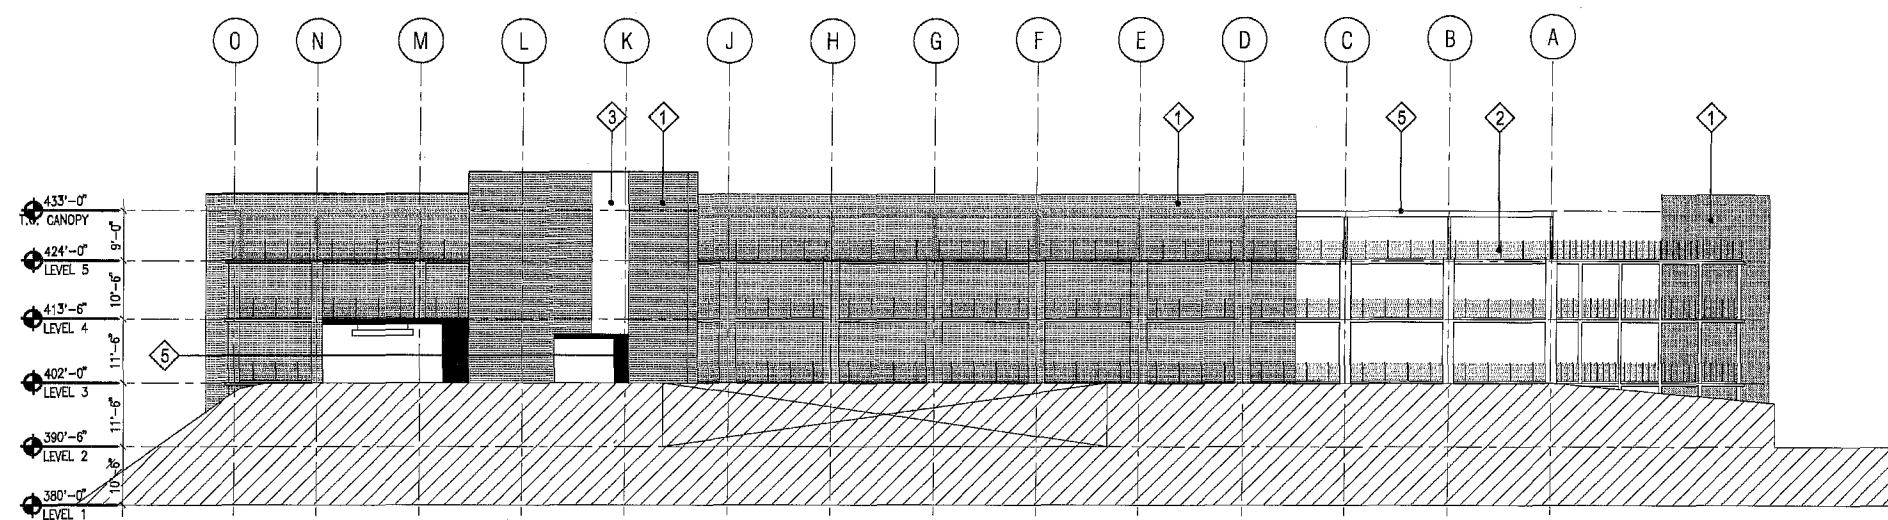 O N M L K J H G F E D C B A
3 1 1 5 2 1
433'-0"
T.O. CANOPY
9'-0"
424'-0"
LEVEL 5
10'-6"
413'-6"
LEVEL 4
11'-6"
5
402'-0"
LEVEL 3
11'-6"
390'-6"
LEVEL 2
10'-6"
380'-0"
LEVEL 1